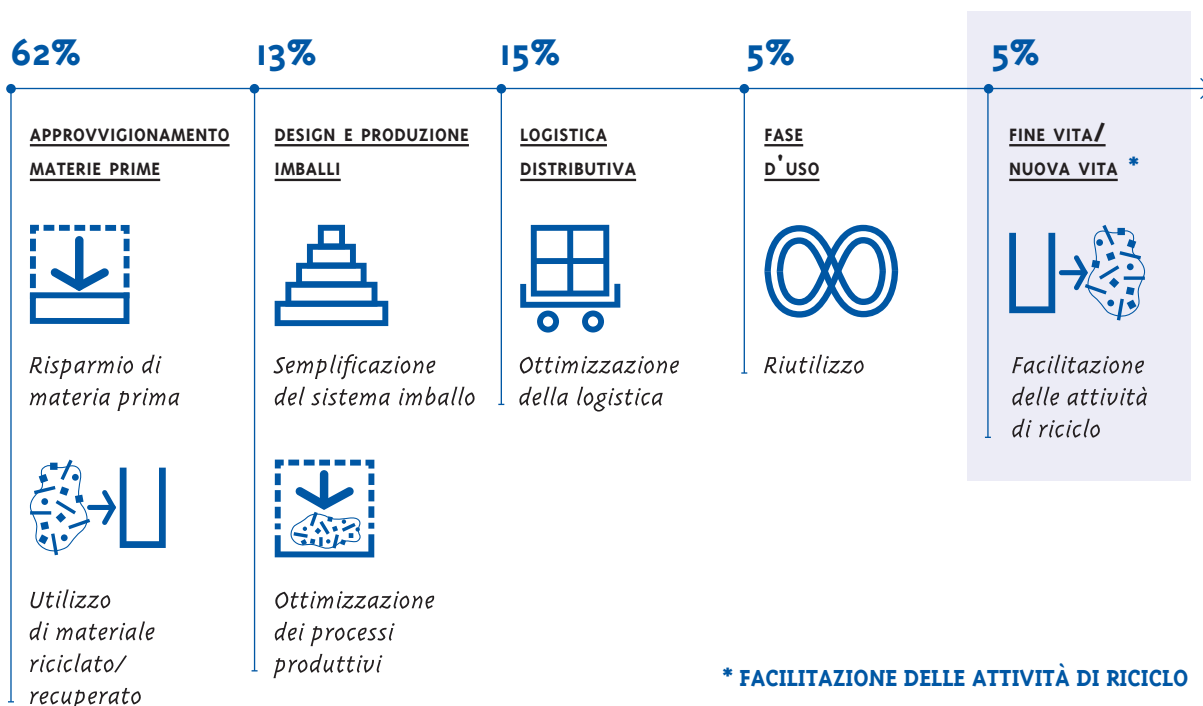 62%
13%
15%
5%
5%
APPROVVIGIONAMENTO
MATERIE PRIME
DESIGN E PRODUZIONE
IMBALLI
LOGISTICA
DISTRIBUTIVA
FASE
D'USO
FINE VITA/
NUOVA VITA *
Risparmio di
materia prima
Semplificazione
del sistema imballo
Ottimizzazione
della logistica
Riutilizzo
Facilitazione
delle attività
di riciclo
Utilizzo
di materiale
riciclato/
recuperato
Ottimizzazione
dei processi
produttivi
* FACILITAZIONE DELLE ATTIVITÀ DI RICICLO